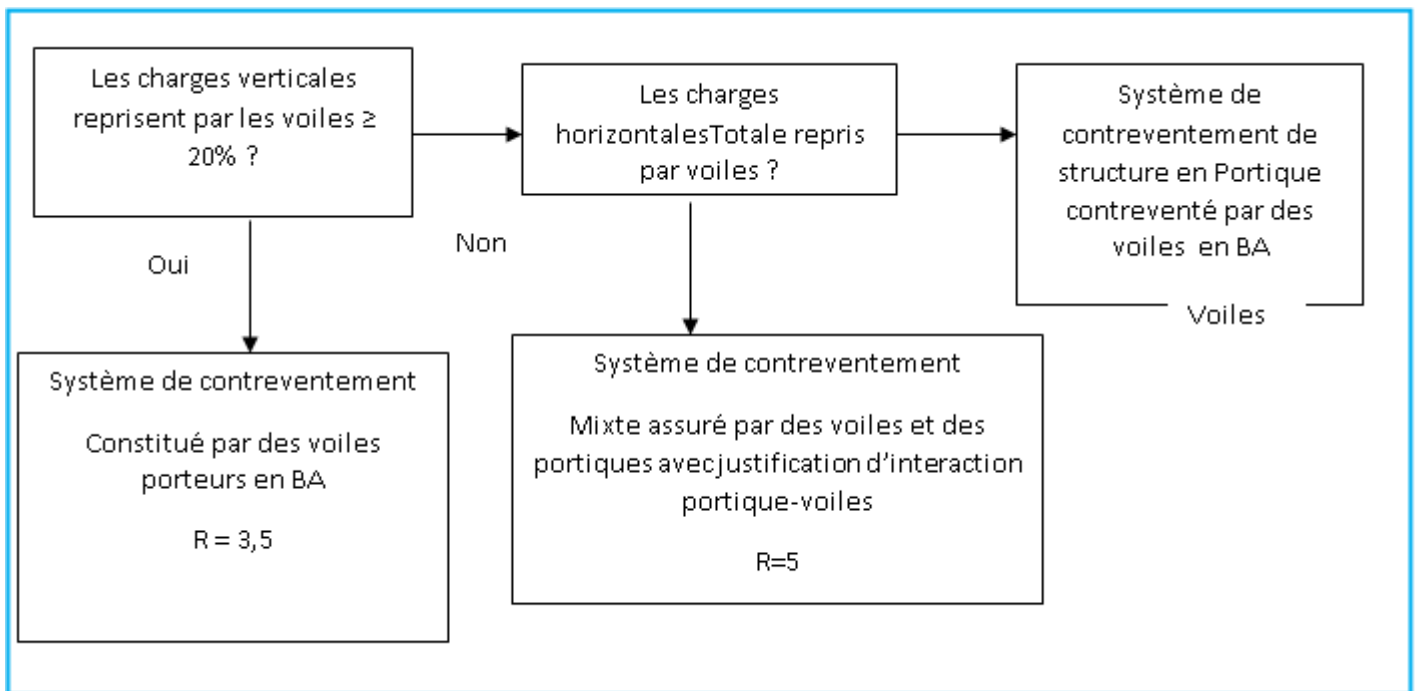 Les charges verticales
reprisent par les voiles ≥
20% ?
Les charges
horizontalesTotale repris
par voiles ?
Système de
contreventement de
structure en Portique
contreventé par des
voiles en BA
Oui
Non
Voiles
Système de contreventement
Constitué par des voiles
porteurs en BA
R = 3,5
Système de contreventement
Mixte assuré par des voiles et des
portiques avec justification d’interaction
portique-voiles
R=5